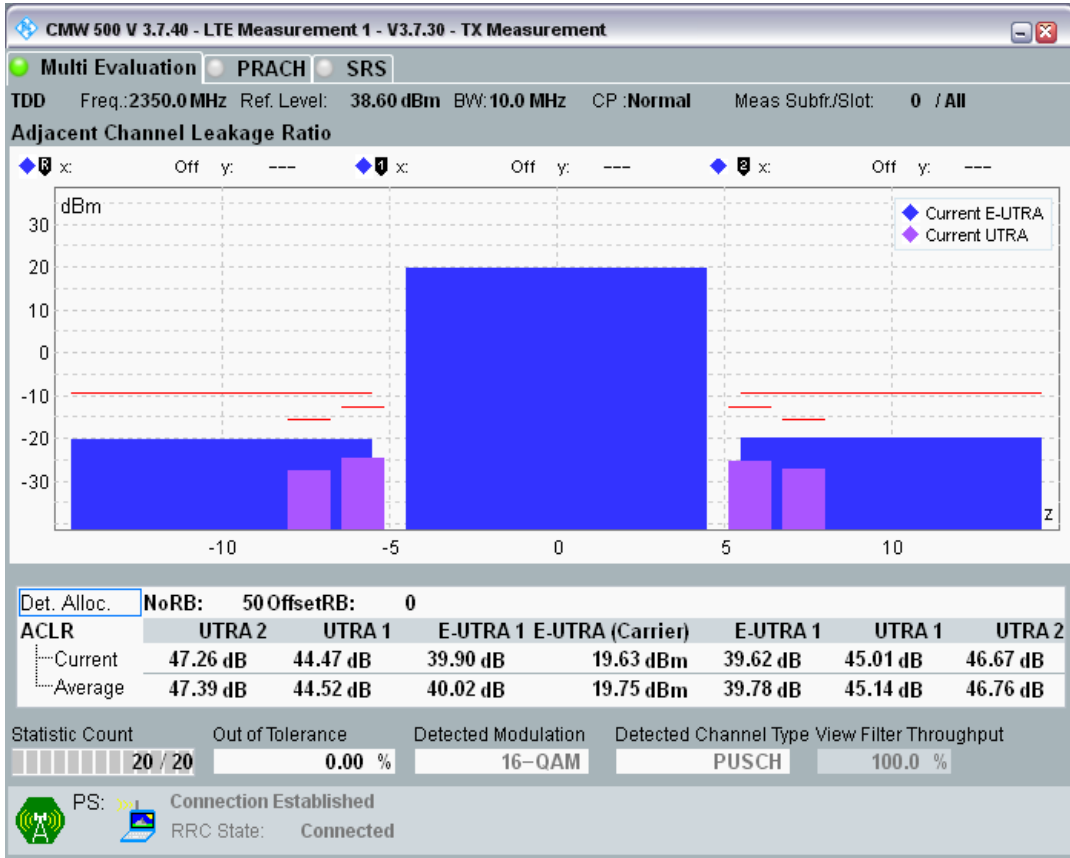 CMW 500 V 3.7.40 - LTE Measurement 1 - V3.7.30 - TX Measurement
Multi Evaluation PRACH SRS
TDD Freq.:2350.0 MHz Ref. Level: 38.60 dBm BW: 10.0 MHz CP :Normal Meas Subfr./Slot: 0 / All
Adjacent Channel Leakage Ratio
R x: Off y: --- 1 x: Off y: --- 2 x: Off y: ---
dBm
Current E-UTRA
Current UTRA
30
20
10
0
-10
-20
-30
z
-10 -5 0 5 10
Det. Alloc. NoRB: 50 OffsetRB: 0
ACLR UTRA 2 UTRA 1 E-UTRA 1 E-UTRA (Carrier) E-UTRA 1 UTRA 1 UTRA 2
Current 47.26 dB 44.47 dB 39.90 dB 19.63 dBm 39.62 dB 45.01 dB 46.67 dB
Average 47.39 dB 44.52 dB 40.02 dB 19.75 dBm 39.78 dB 45.14 dB 46.76 dB
Statistic Count Out of Tolerance Detected Modulation Detected Channel Type View Filter Throughput
20 / 20 0.00 % 16-QAM PUSCH 100.0 %
PS: Connection Established
RRC State: Connected